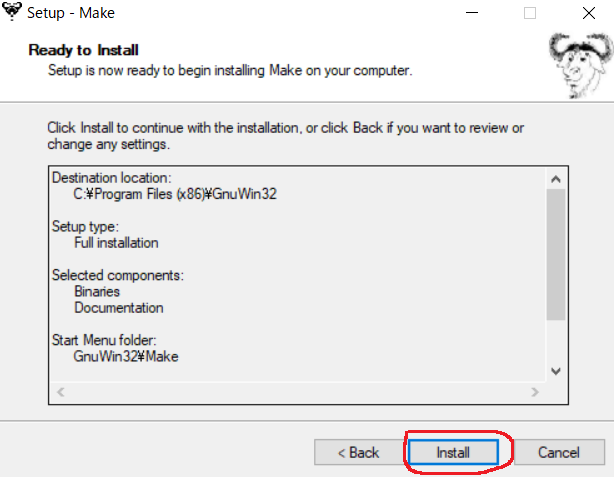 Setup - Make
Ready to Install
Setup is now ready to begin installing Make on your computer.
Click Install to continue with the installation, or click Back if you want to review or
change any settings.
Destination location:
C:¥Program Files (x86)¥GnuWin32
Setup type:
Full installation
Selected components:
Binaries
Documentation
Start Menu folder:
GnuWin32¥Make
< Back
Install
Cancel